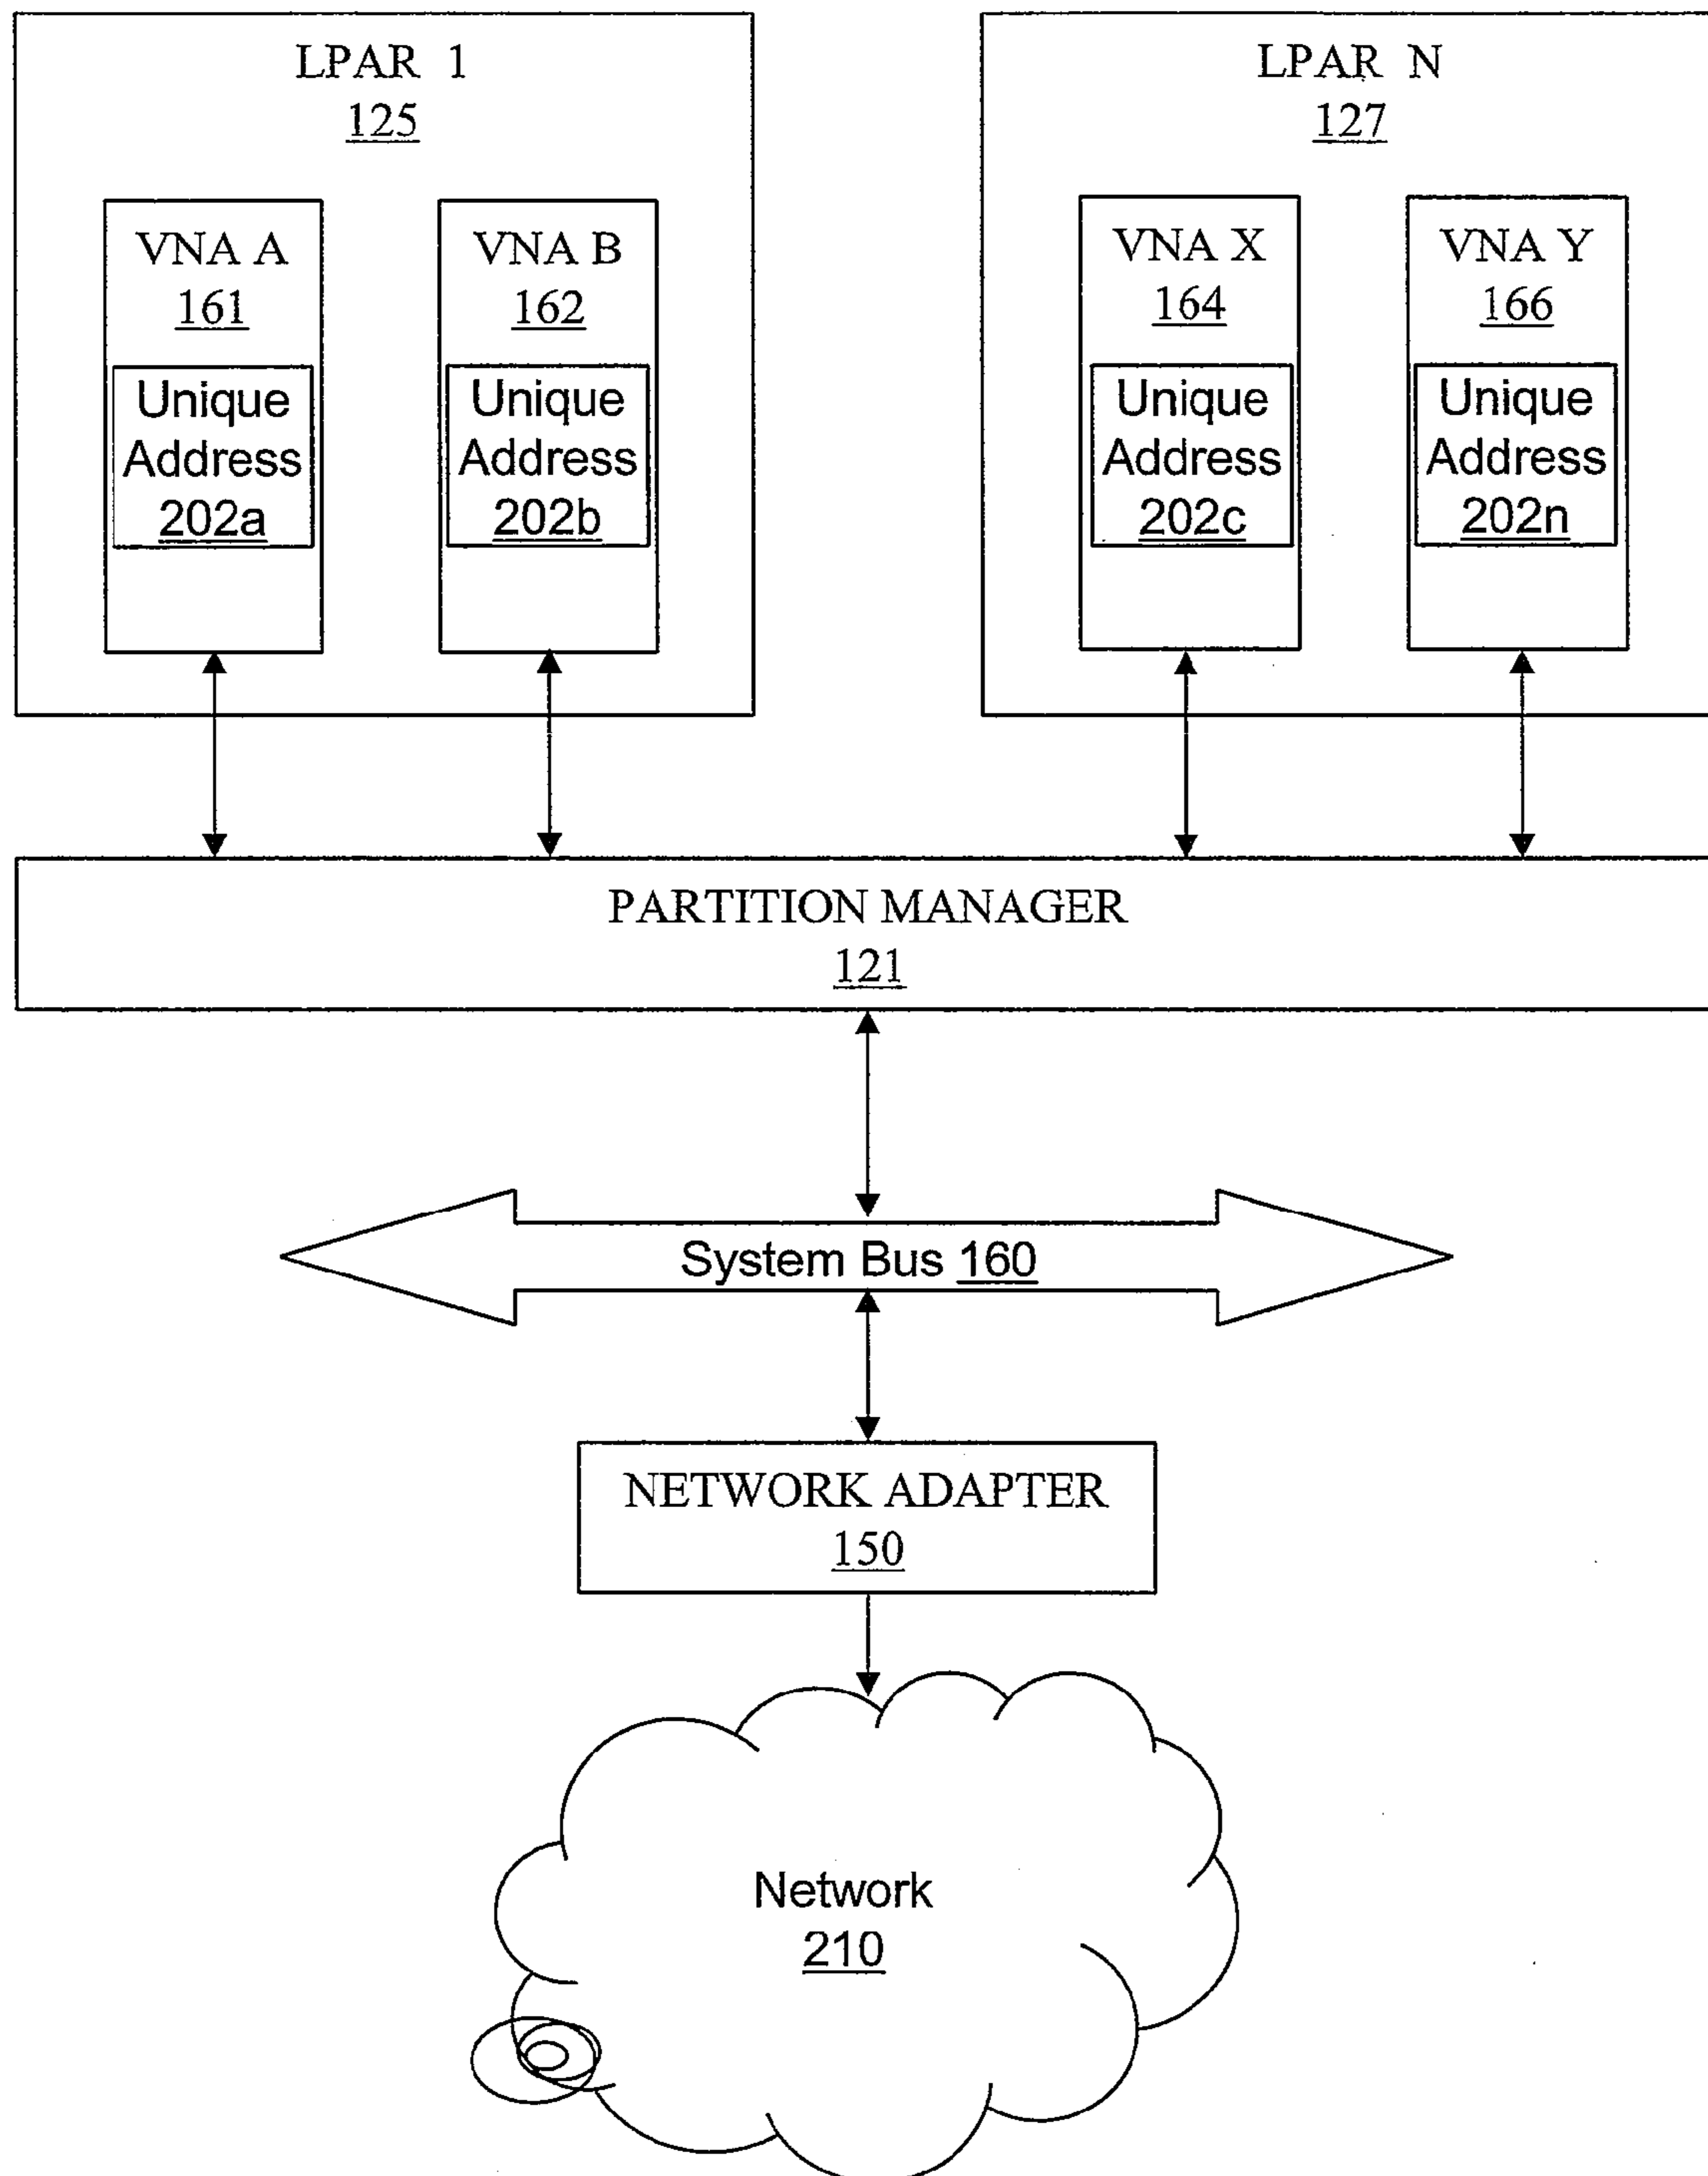 LPAR 1
125
VNA A
161
Unique
Address
202a
VNA B
162
Unique
Address
202b
LPAR N
127
VNA X
164
Unique
Address
202c
VNA Y
166
Unique
Address
202n
PARTITION MANAGER
121
System Bus 160
NETWORK ADAPTER
150
Network
210